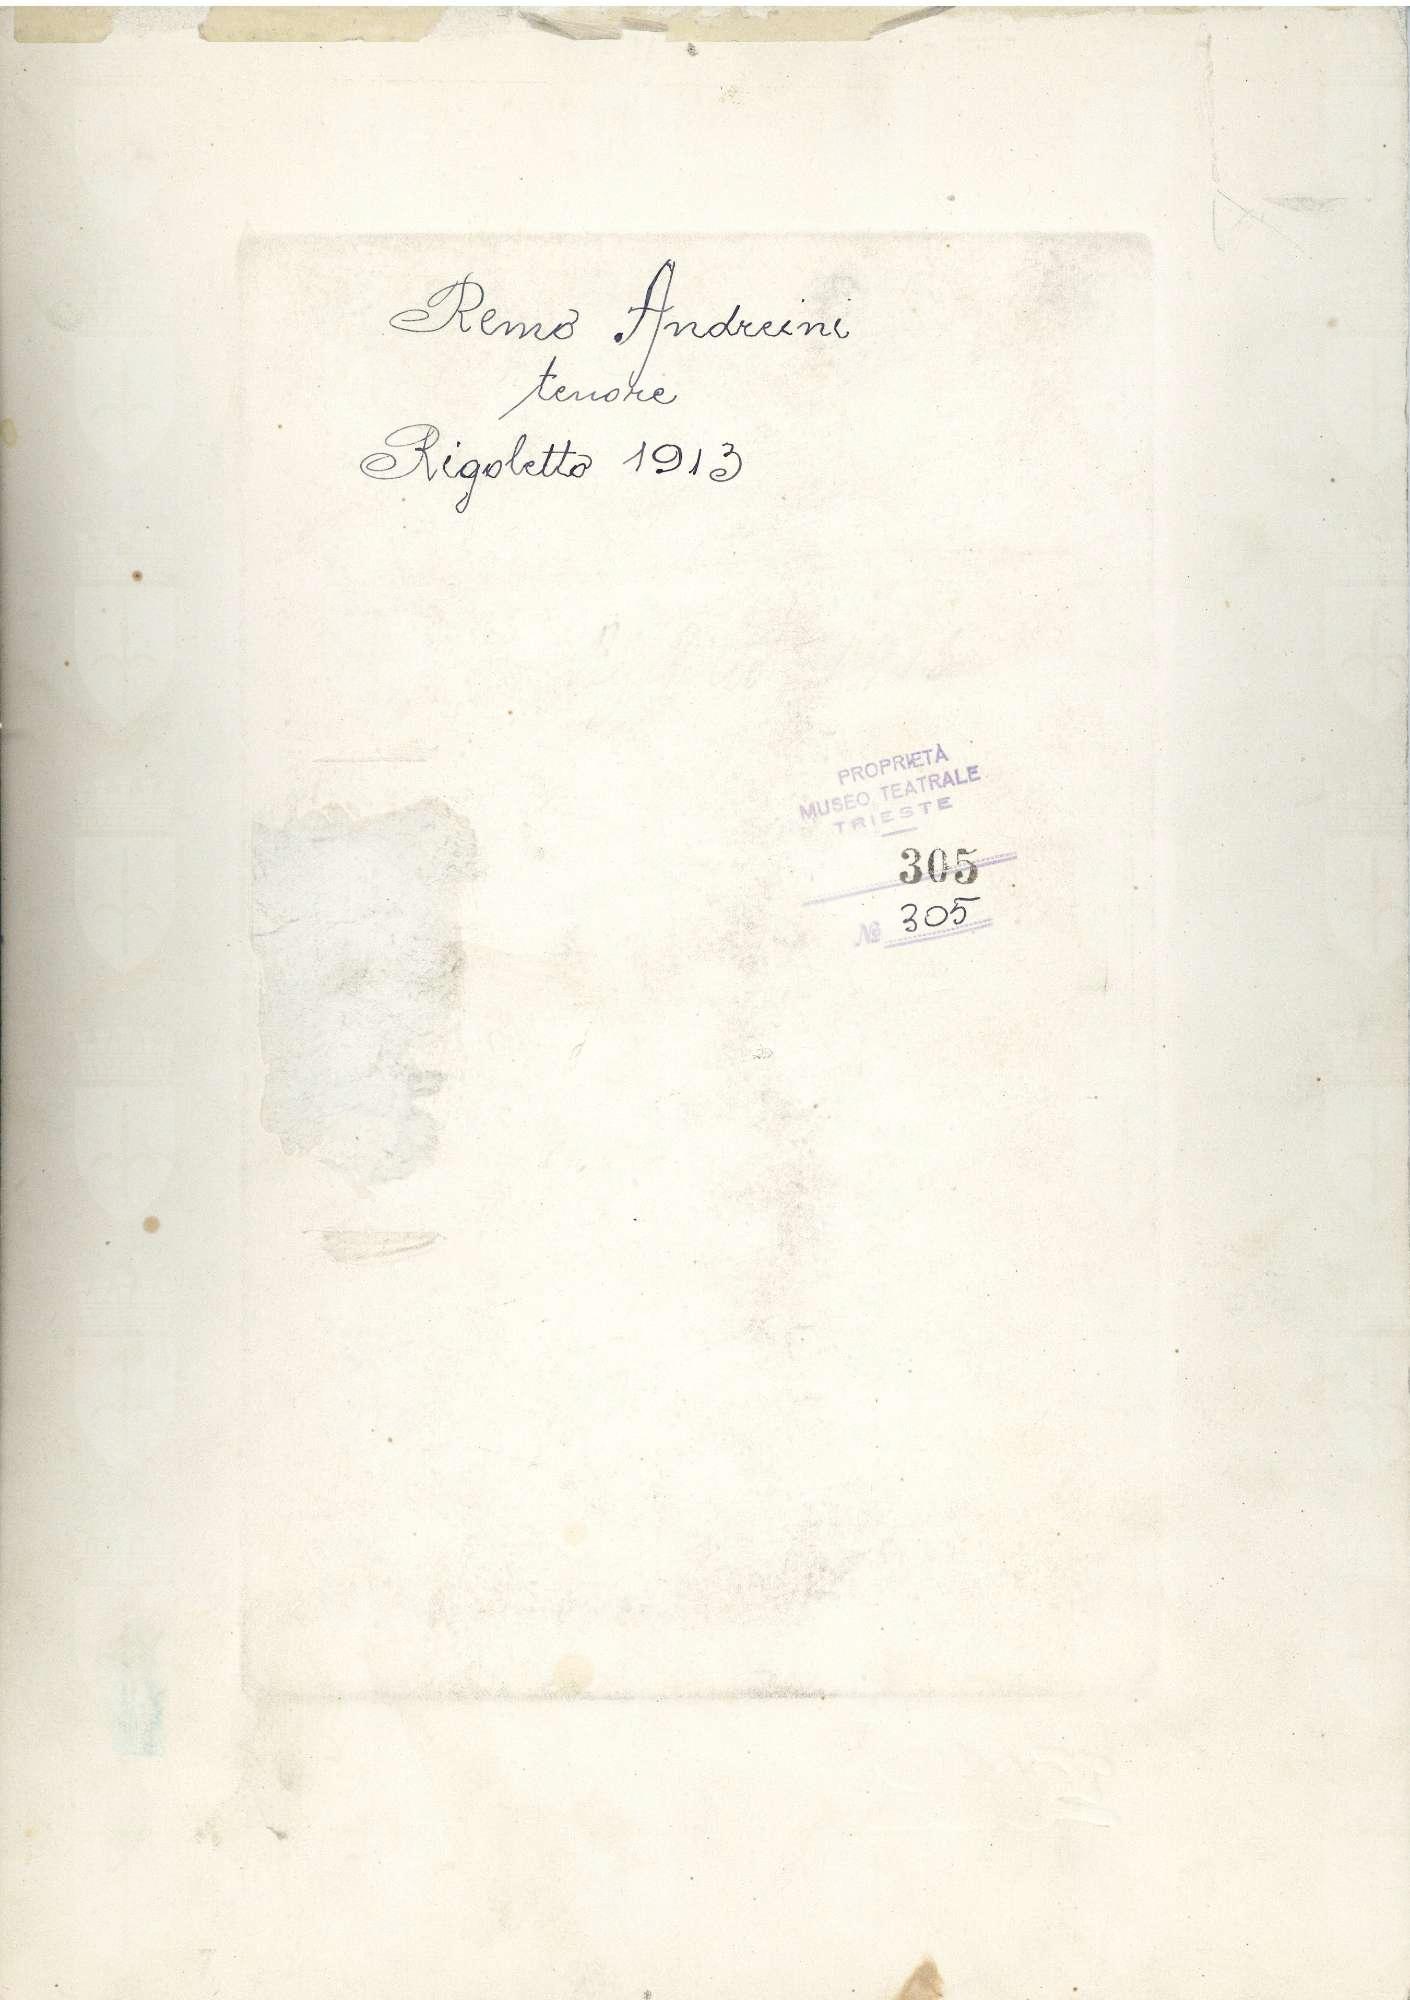 Remo Andreini
tenore
Rigoletto 1913
PROPRIETÀ
MUSEO TEATRALE
TRIESTE
305
№ 305